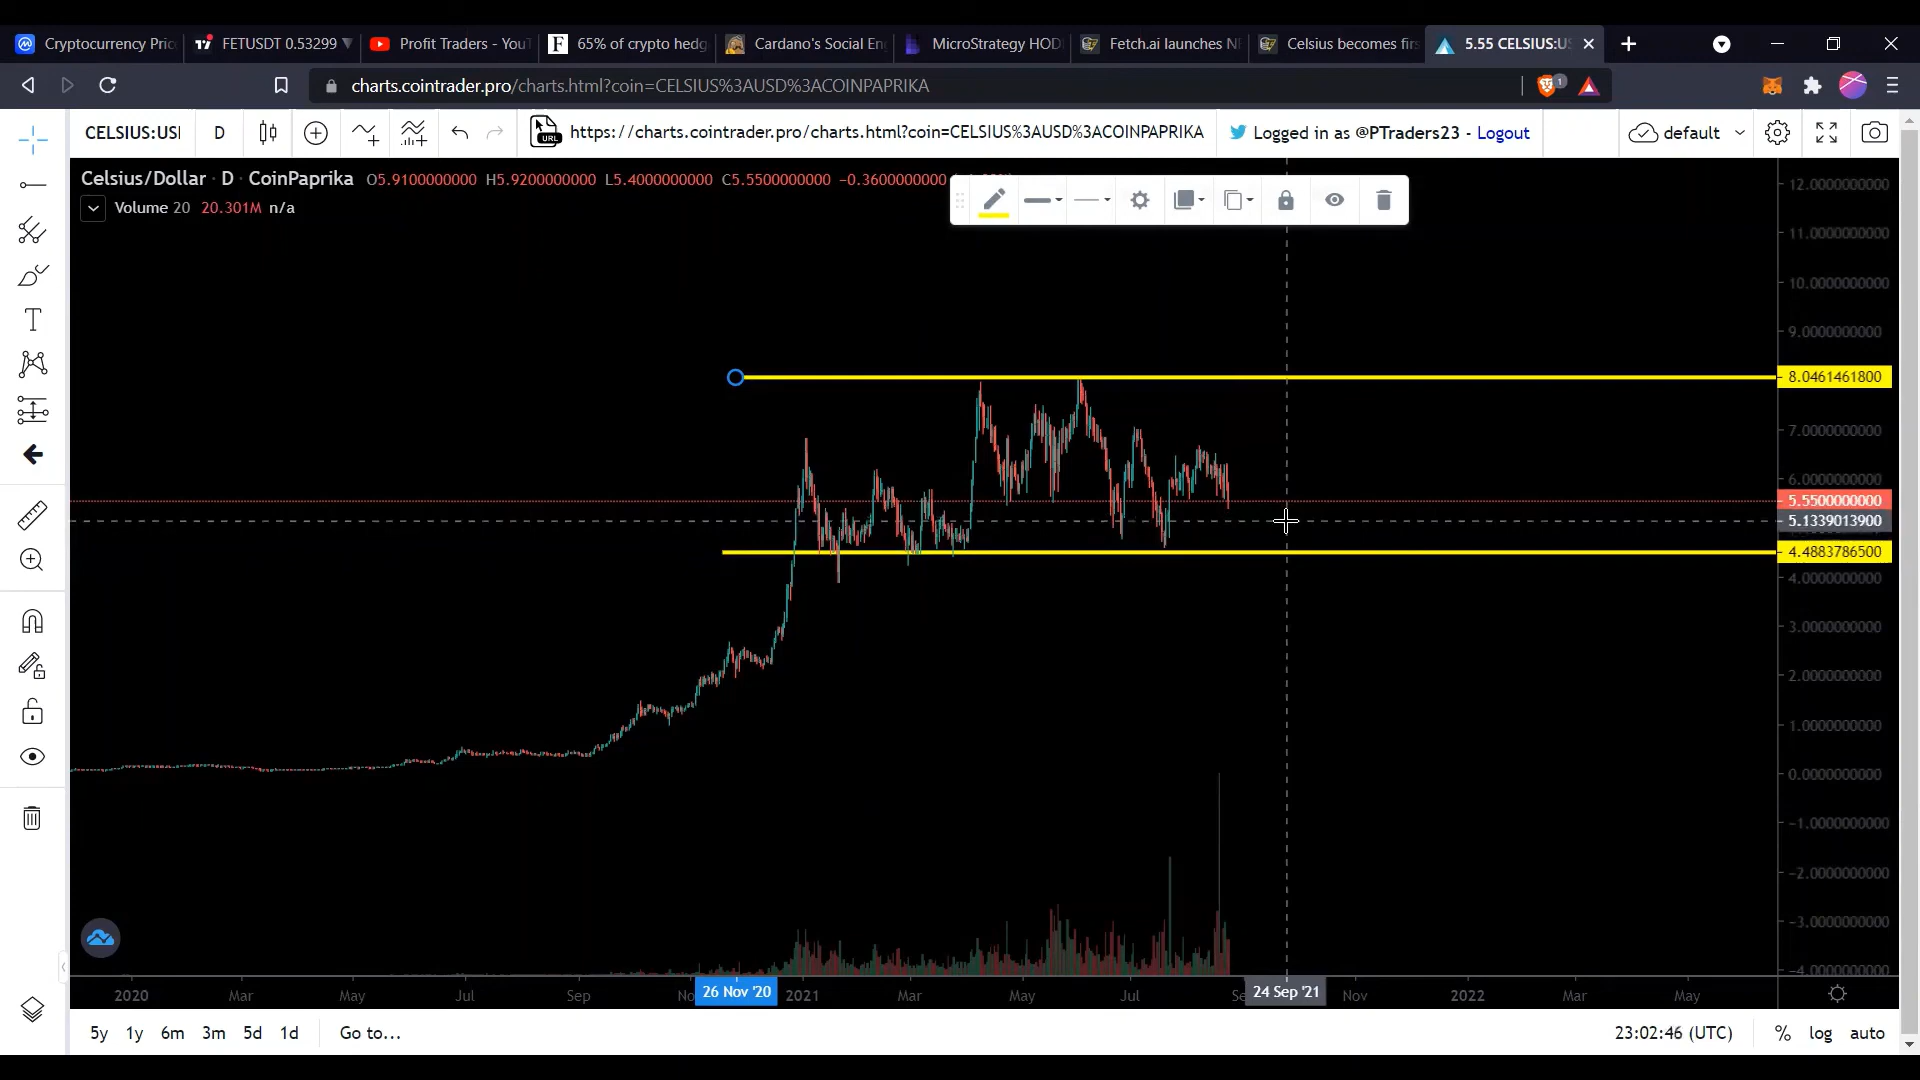 Cryptocurrency Pric
FETUSDT 0.53299 ▼
Profit Traders - You
65% of crypto hedg
Cardano's Social En
MicroStrategy HOD
Fetch.ai launches NF
Celsius becomes firs
5.55 CELSIUS:US
charts.cointrader.pro/charts.html?coin=CELSIUS%3AUSD%3ACOINPAPRIKA
1
CELSIUS:USI
D
URL
https://charts.cointrader.pro/charts.html?coin=CELSIUS%3AUSD%3ACOINPAPRIKA
Logged in as @PTraders23 - Logout
default
Celsius/Dollar · D · CoinPaprika
O5.9100000000 H5.9200000000 L5.4000000000 C5.5500000000 −0.3600000000
Volume 20 20.301M n/a
12.0000000000
11.0000000000
10.0000000000
9.0000000000
8.0461461800
7.0000000000
6.0000000000
5.5500000000
5.1339013900
4.4883786500
4.0000000000
3.0000000000
2.0000000000
1.0000000000
0.0000000000
−1.0000000000
−2.0000000000
−3.0000000000
−4.0000000000
2020 Mar May Jul Sep No 26 Nov '20 2021 Mar May Jul Se 24 Sep '21 Nov 2022 Mar May
5y 1y 6m 3m 5d 1d Go to... 23:02:46 (UTC) % log auto